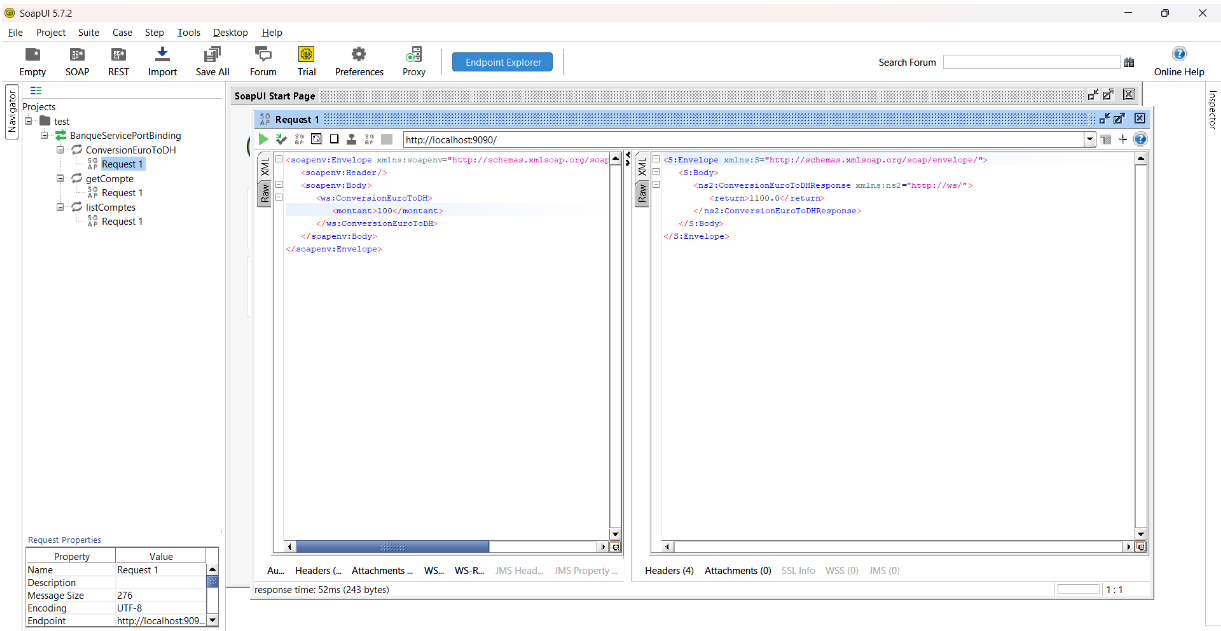 SoapUI 5.7.2
File Project Suite Case Step Tools Desktop Help
Empty SOAP REST Import Save All Forum Trial Preferences Proxy Endpoint Explorer Search Forum Online Help
Navigator
Projects
test
BanqueServicePortBinding
ConversionEuroToDH
Request 1
getCompte
Request 1
listComptes
Request 1
Request Properties
Property Value
Name Request 1
Description
Message Size 276
Encoding UTF-8
Endpoint http://localhost:909...
SoapUI Start Page
Request 1
http://localhost:9090/
XML
Raw
<soapenv:Envelope xmlns:soapenv="http://schemas.xmlsoap.org/soap
<soapenv:Header/>
<soapenv:Body>
<ws:ConversionEuroToDH>
<montant>100</montant>
</ws:ConversionEuroToDH>
</soapenv:Body>
</soapenv:Envelope>
Au... Headers (... Attachments ... WS... WS-R... JMS Head... JMS Property ...
XML
Raw
<S:Envelope xmlns:S="http://schemas.xmlsoap.org/soap/envelope/">
<S:Body>
<ns2:ConversionEuroToDHResponse xmlns:ns2="http://ws/">
<return>1100.0</return>
</ns2:ConversionEuroToDHResponse>
</S:Body>
</S:Envelope>
Headers (4) Attachments (0) SSL Info WSS (0) JMS (0)
response time: 52ms (243 bytes)
1 : 1
Inspector